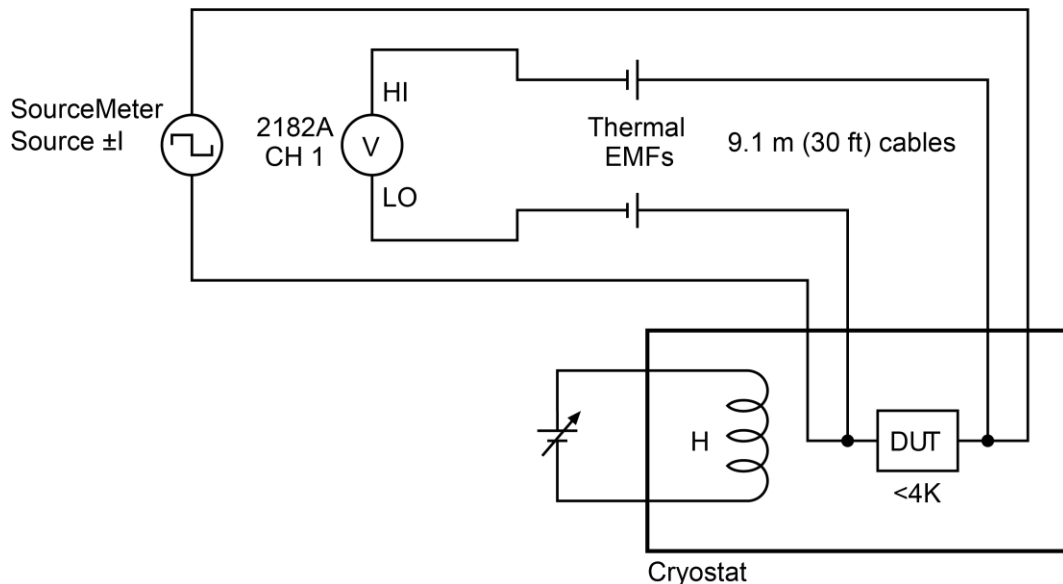 SourceMeter
Source ±I
2182A
CH 1
HI
V
LO
Thermal
EMFs
9.1 m (30 ft) cables
H
DUT
<4K
Cryostat